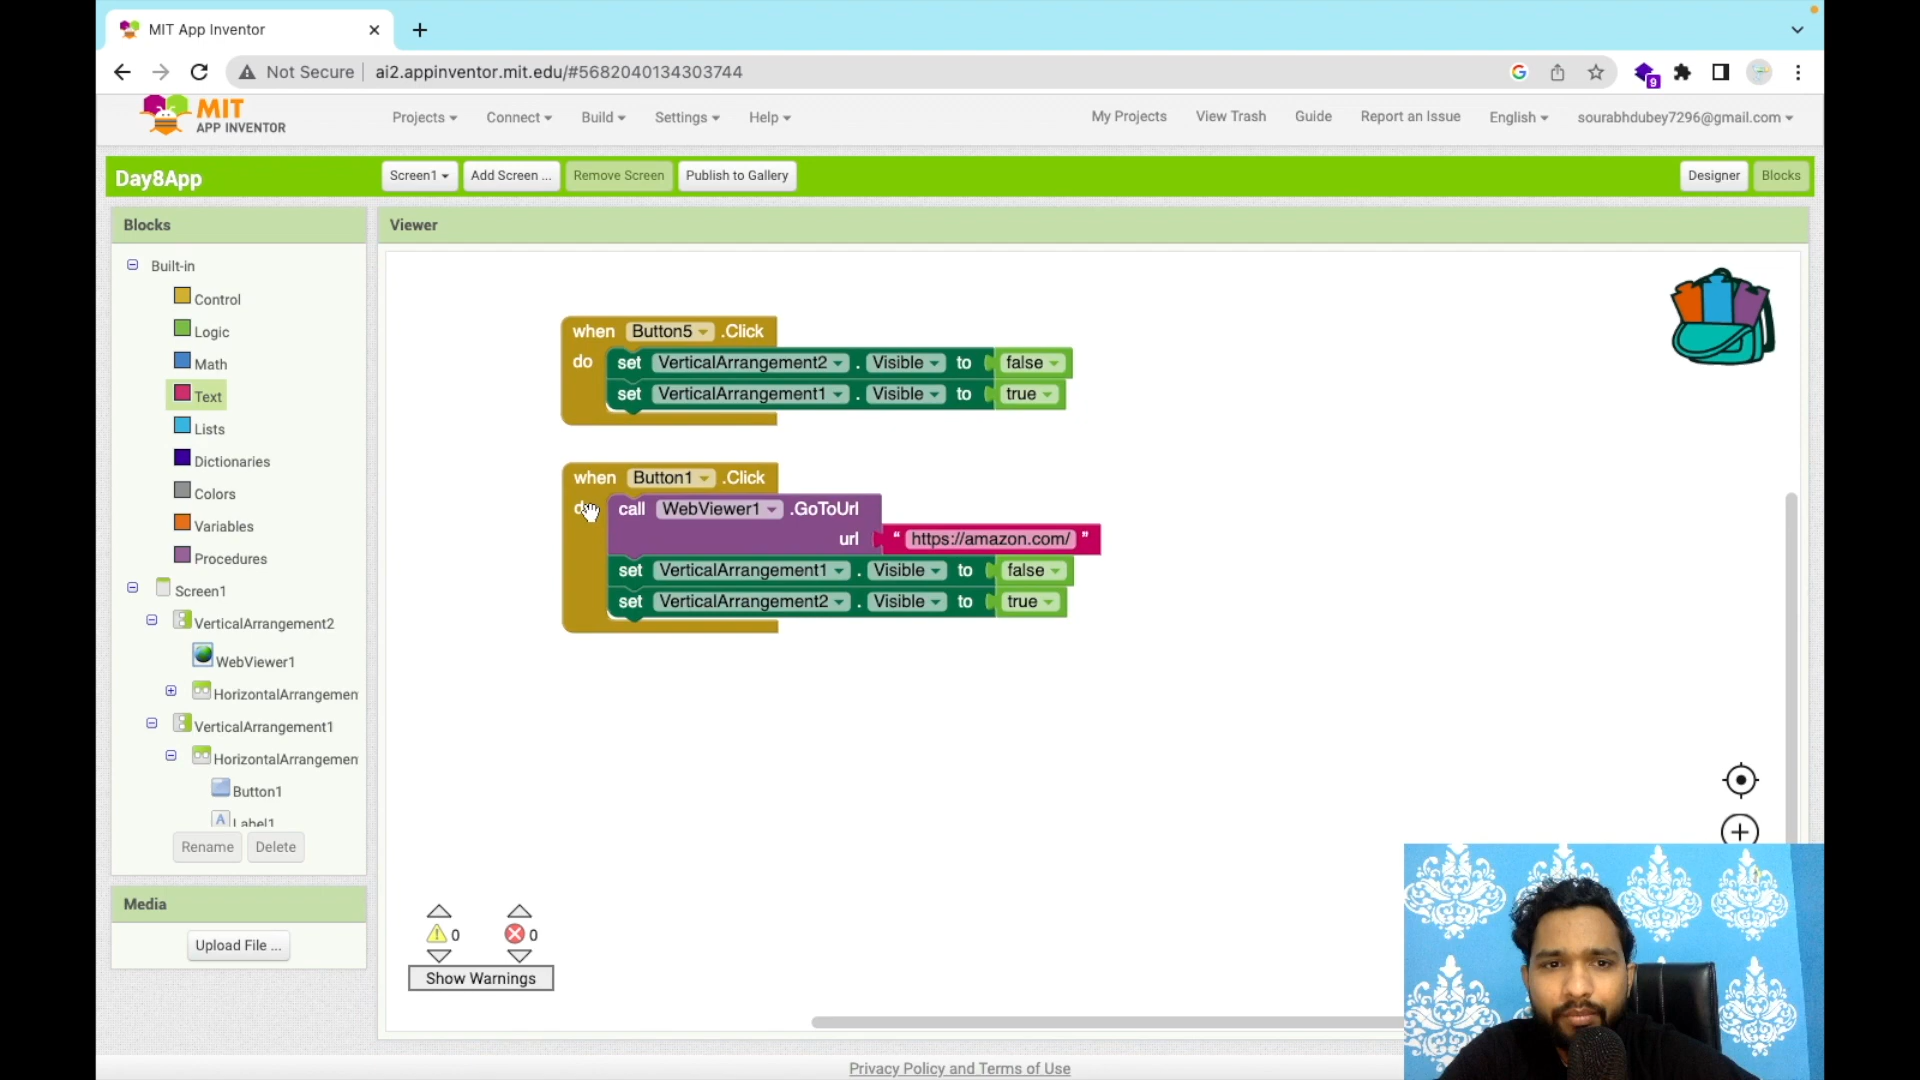 MIT App Inventor
Not Secure
ai2.appinventor.mit.edu/#5682040134303744
9
MIT
APP INVENTOR
Projects Connect Build Settings Help
My Projects View Trash Guide Report an Issue English sourabhdubey7296@gmail.com
Day8App
Screen1 Add Screen ... Remove Screen Publish to Gallery
Designer Blocks
Blocks
Viewer
Built-in
Control
Logic
Math
Text
Lists
Dictionaries
Colors
Variables
Procedures
Screen1
VerticalArrangement2
WebViewer1
HorizontalArrangemen
VerticalArrangement1
HorizontalArrangemen
Button1
Label1
Rename Delete
Media
Upload File ...
when Button5 .Click
do set VerticalArrangement2 . Visible to false
set VerticalArrangement1 . Visible to true
when Button1 .Click
do call WebViewer1 .GoToUrl
url “ https://amazon.com/ ”
set VerticalArrangement1 . Visible to false
set VerticalArrangement2 . Visible to true
0 0
Show Warnings
Privacy Policy and Terms of Use